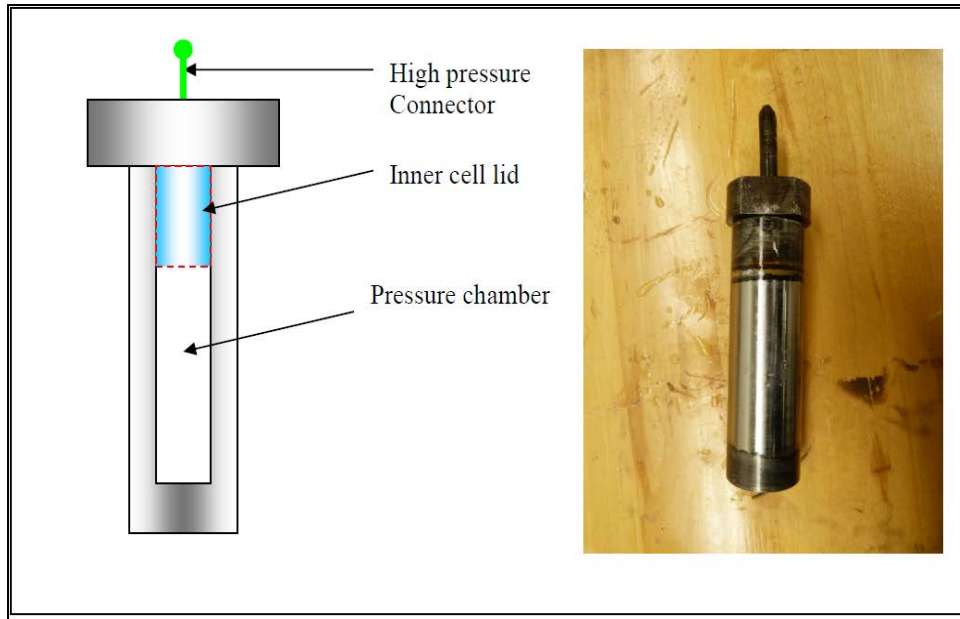 High pressure
Connector
Inner cell lid
Pressure chamber